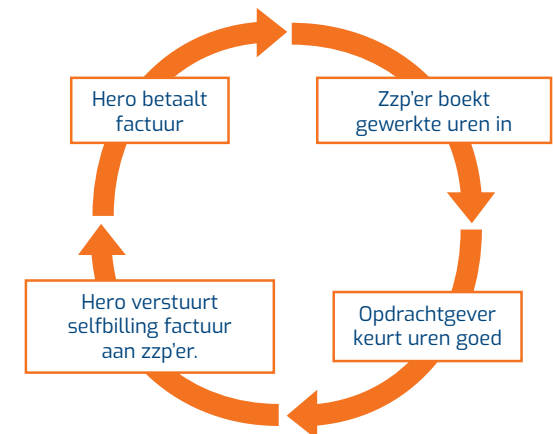 Hero betaalt
factuur
Zzp'er boekt
gewerkte uren in
Opdrachtgever
keurt uren goed
Hero verstuurt
selfbilling factuur
aan zzp'er.